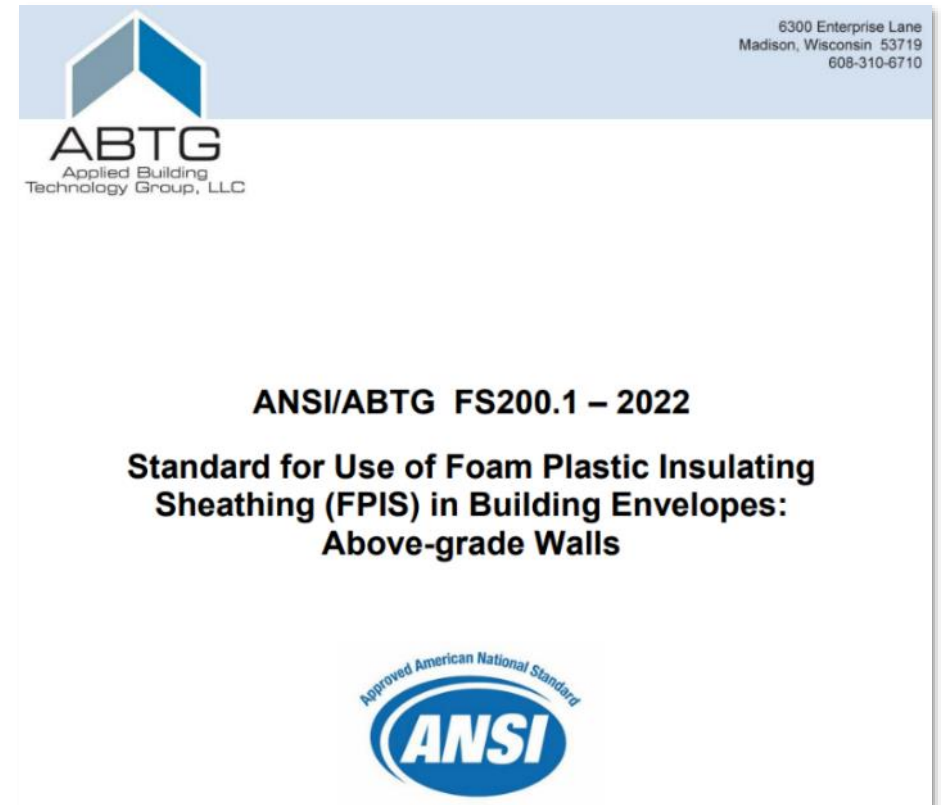 6300 Enterprise Lane
Madison, Wisconsin 53719
608-310-6710
ABTG
Applied Building
Technology Group, LLC
ANSI/ABTG FS200.1 – 2022
Standard for Use of Foam Plastic Insulating
Sheathing (FPIS) in Building Envelopes:
Above-grade Walls
Approved American National Standard
ANSI